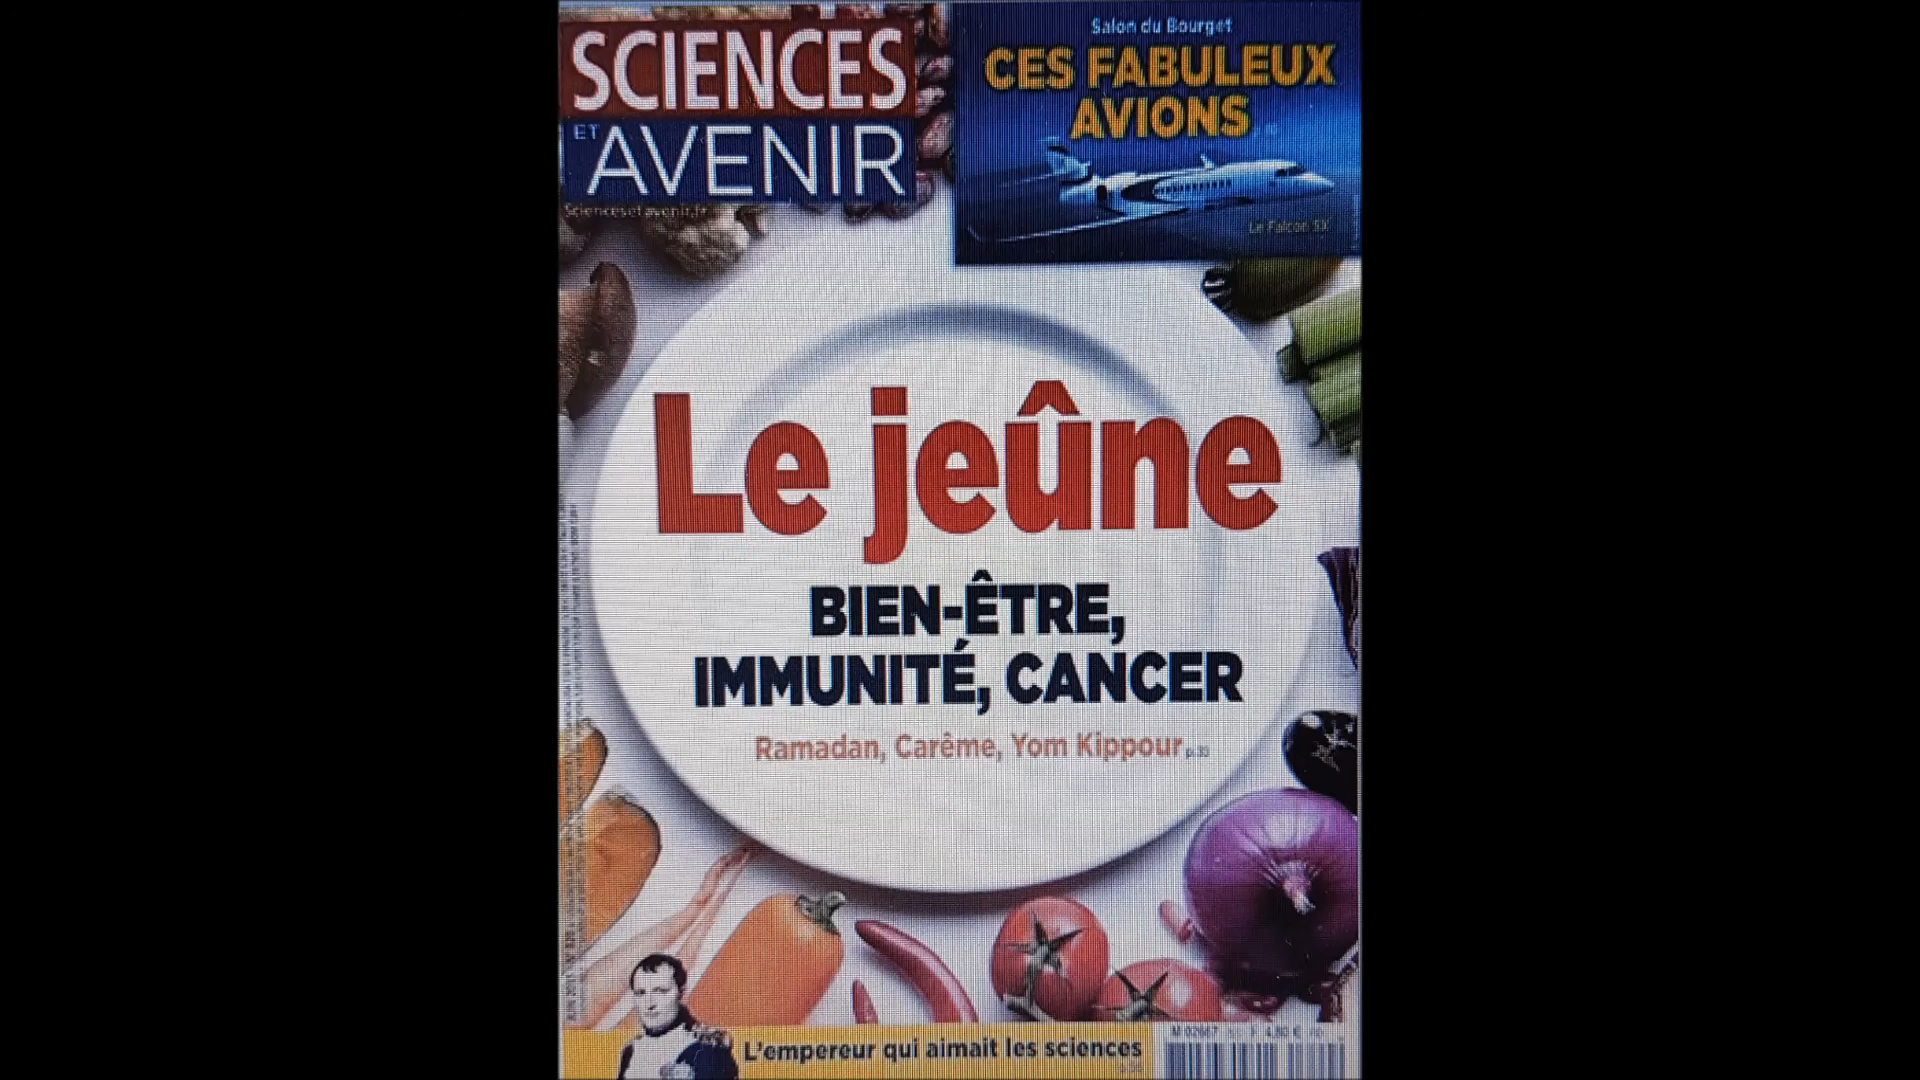 SCIENCES
ET AVENIR
Sciencesetavenir.fr
Salon du Bourget
CES FABULEUX
AVIONS
Le Falcon 5X
Le jeûne
BIEN-ÊTRE,
IMMUNITÉ, CANCER
Ramadan, Carême, Yom Kippour
L'empereur qui aimait les sciences
M 02667
F 4,80 €